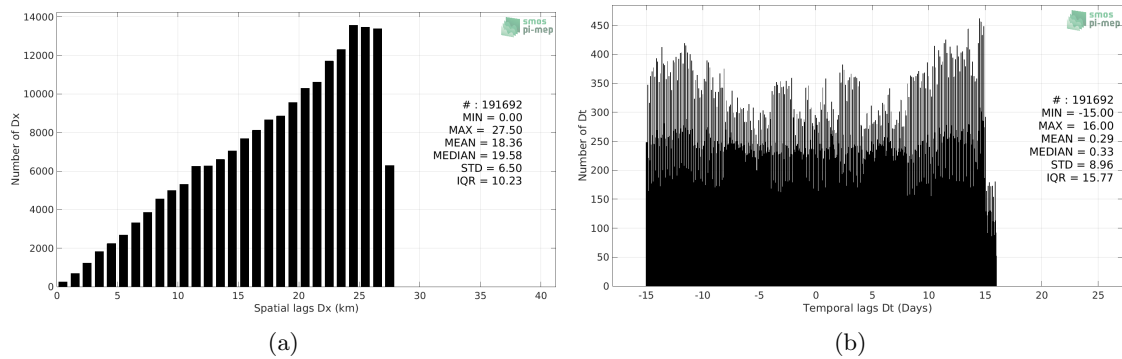 14000
12000
10000
8000
6000
4000
2000
0
Number of Dx
0 5 10 15 20 25 30 35 40
Spatial lags Dx (km)
smos
pi-mep
# : 191692
MIN = 0.00
MAX = 27.50
MEAN = 18.36
MEDIAN = 19.58
STD = 6.50
IQR = 10.23
(a)
450
400
350
300
250
200
150
100
50
0
Number of Dt
-15 -10 -5 0 5 10 15 20 25
Temporal lags Dt (Days)
smos
pi-mep
# : 191692
MIN = -15.00
MAX = 16.00
MEAN = 0.29
MEDIAN = 0.33
STD = 8.96
IQR = 15.77
(b)